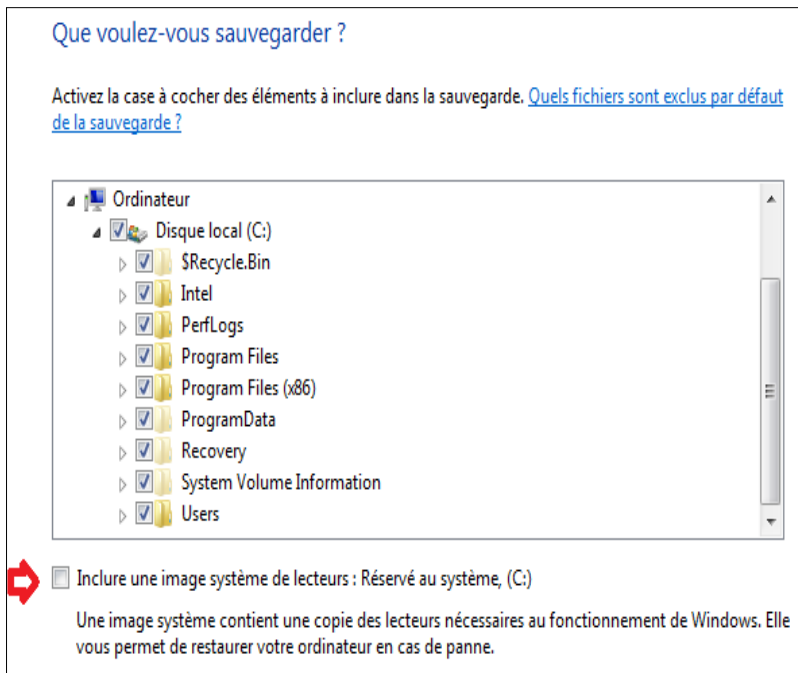 Que voulez-vous sauvegarder ?
Activez la case à cocher des éléments à inclure dans la sauvegarde. Quels fichiers sont exclus par défaut
de la sauvegarde ?
Ordinateur
Disque local (C:)
$Recycle.Bin
Intel
PerfLogs
Program Files
Program Files (x86)
ProgramData
Recovery
System Volume Information
Users
Inclure une image système de lecteurs : Réservé au système, (C:)
Une image système contient une copie des lecteurs nécessaires au fonctionnement de Windows. Elle
vous permet de restaurer votre ordinateur en cas de panne.